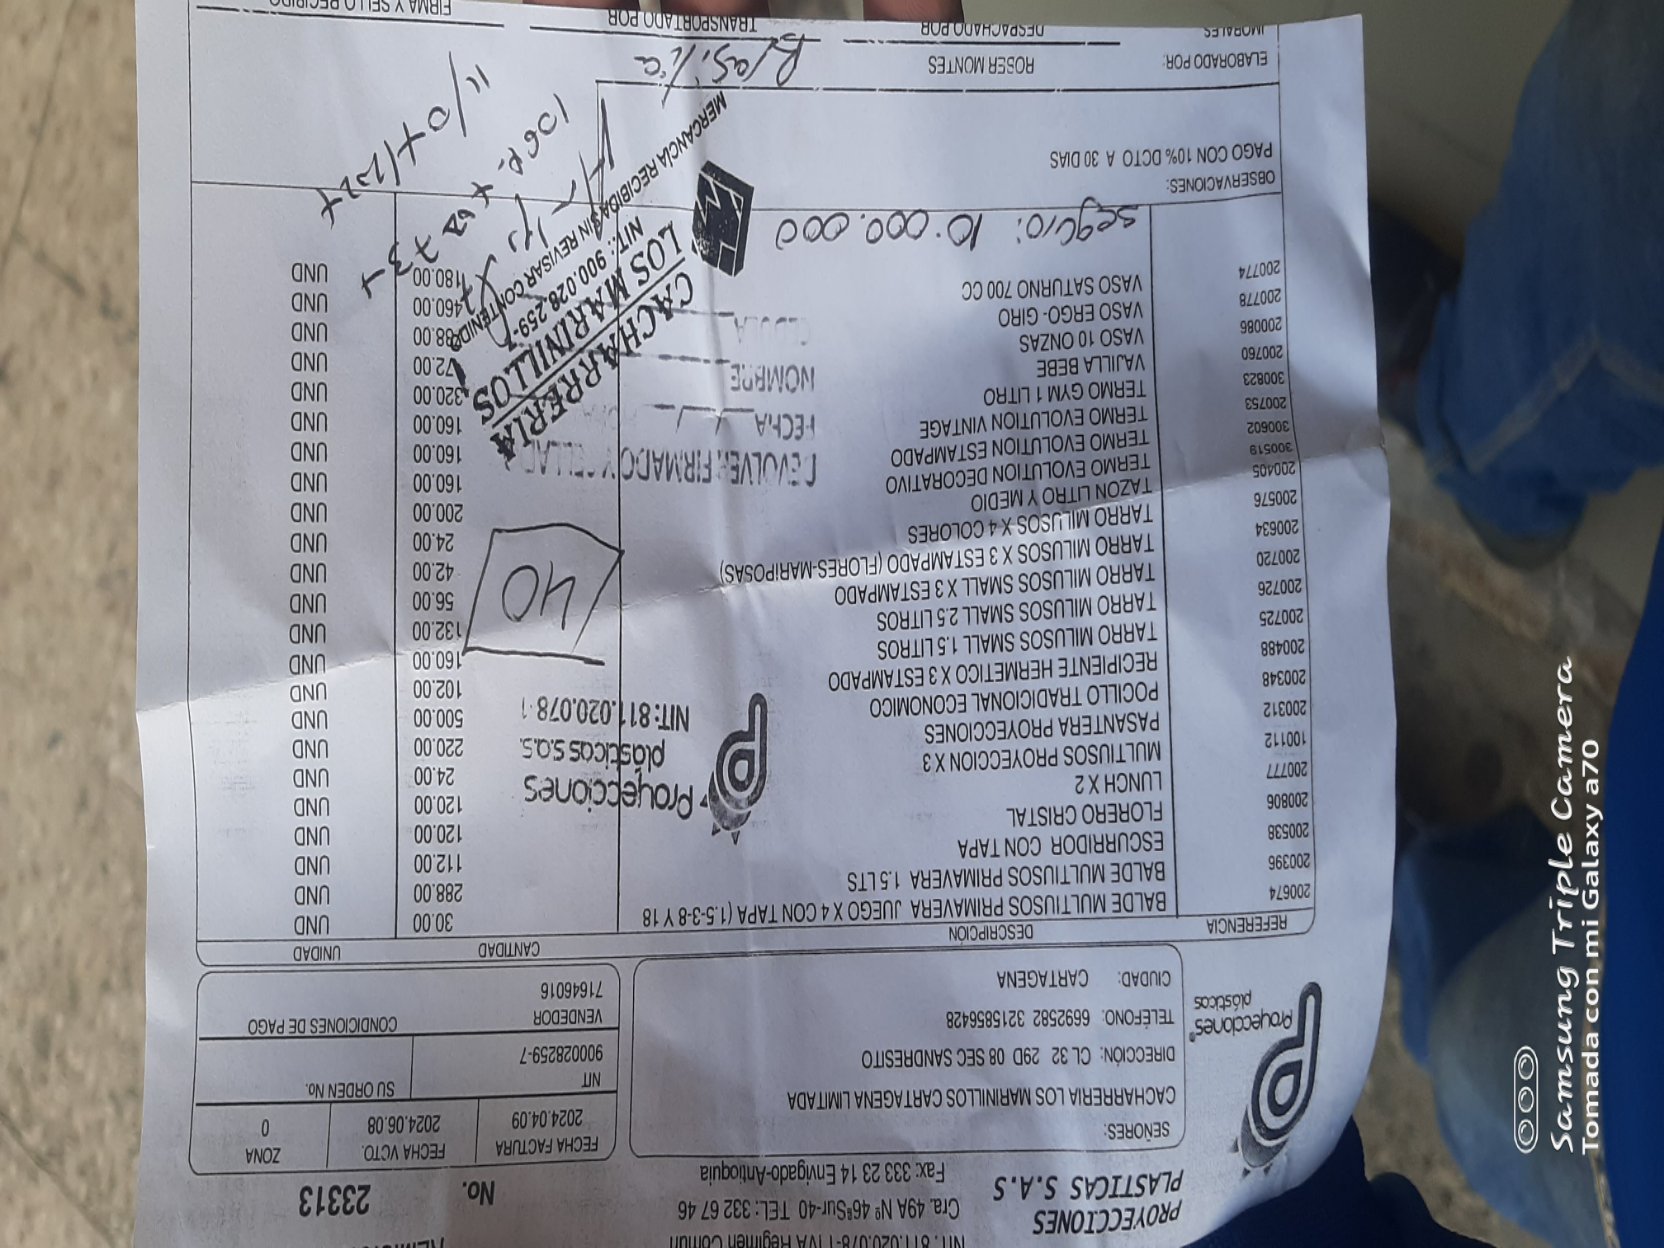 NIT. 811.020.078-1 IVA Régimen Común
PROYECCIONES
PLASTICAS S.A.S
Cra. 49A Nº 46ªSur-40 TEL: 332 67 46
Fax: 333 23 14 Envigado-Antioquia
No. 23313
SEÑORES:
CACHARRERIA LOS MARINILLOS CARTAGENA LIMITADA
DIRECCIÓN: CL 32 29D 08 SEC SANDRESITO
TELÉFONO: 6692582 3215856428
CIUDAD: CARTAGENA
Proyecciones®
plásticas
FECHA FACTURA FECHA VCTO. ZONA
2024.04.09 2024.06.08 0
NIT SU ORDEN No.
900028259-7
VENDEDOR CONDICIONES DE PAGO
71646016
REFERENCIA DESCRIPCIÓN CANTIDAD UNIDAD
200674 BALDE MULTIUSOS PRIMAVERA JUEGO X 4 CON TAPA (1.5-3-8 Y 18 30.00 UND
200396 BALDE MULTIUSOS PRIMAVERA 1.5 LTS 288.00 UND
200538 ESCURRIDOR CON TAPA 112.00 UND
200806 FLORERO CRISTAL 120.00 UND
200777 LUNCH X 2 120.00 UND
100112 MULTIUSOS PROYECCION X 3 24.00 UND
200312 PASANTERA PROYECCIONES 220.00 UND
200348 POCILLO TRADICIONAL ECONOMICO 500.00 UND
200488 RECIPIENTE HERMETICO X 3 ESTAMPADO 102.00 UND
200725 TARRO MILUSOS SMALL 1.5 LITROS 160.00 UND
200726 TARRO MILUSOS SMALL 2.5 LITROS 132.00 UND
200720 TARRO MILUSOS SMALL X 3 ESTAMPADO 56.00 UND
200634 TARRO MILUSOS X 3 ESTAMPADO (FLORES-MARIPOSAS) 42.00 UND
200576 TARRO MILUSOS X 4 COLORES 24.00 UND
200405 TAZON LITRO Y MEDIO 200.00 UND
300519 TERMO EVOLUTION DECORATIVO 160.00 UND
300602 TERMO EVOLUTION ESTAMPADO 160.00 UND
200753 TERMO EVOLUTION VINTAGE 160.00 UND
300823 TERMO GYM 1 LITRO 320.00 UND
200760 VAJILLA BEBE 72.00 UND
200086 VASO 10 ONZAS UND
200778 VASO ERGO- GIRO 460.00 UND
200774 VASO SATURNO 700 CC UND
Proyecciones
plásticas s.a.s.
NIT: 811.020.078-1
40
DEVOLVER FIRMADO Y SELLADO
FECHA
NOMBRE
CEDULA
CACHARRERIA
LOS MARINILLOS
NIT.: 900.028.259-7
MERCANCIA RECIBIDA SIN REVISAR CONTENIDO
seguro: 10.000.000
OBSERVACIONES:
PAGO CON 10% DCTO A 30 DIAS
ELABORADO POR: ROSER MONTES Brasilia
IMORALES DESPACHADO POR TRANSPORTADO POR FIRMA Y SELLO RECIBIDO
Samsung Triple Camera
Tomada con mi Galaxy a70